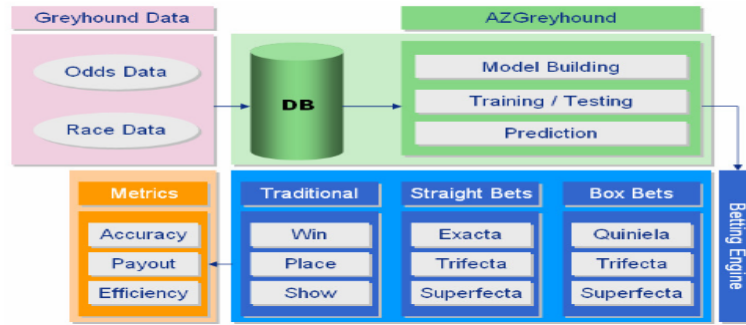 Greyhound Data
AZGreyhound
Odds Data
Race Data
DB
Model Building
Training / Testing
Prediction
Betting Engine
Metrics
Accuracy
Payout
Efficiency
Traditional
Win
Place
Show
Straight Bets
Exacta
Trifecta
Superfecta
Box Bets
Quiniela
Trifecta
Superfecta